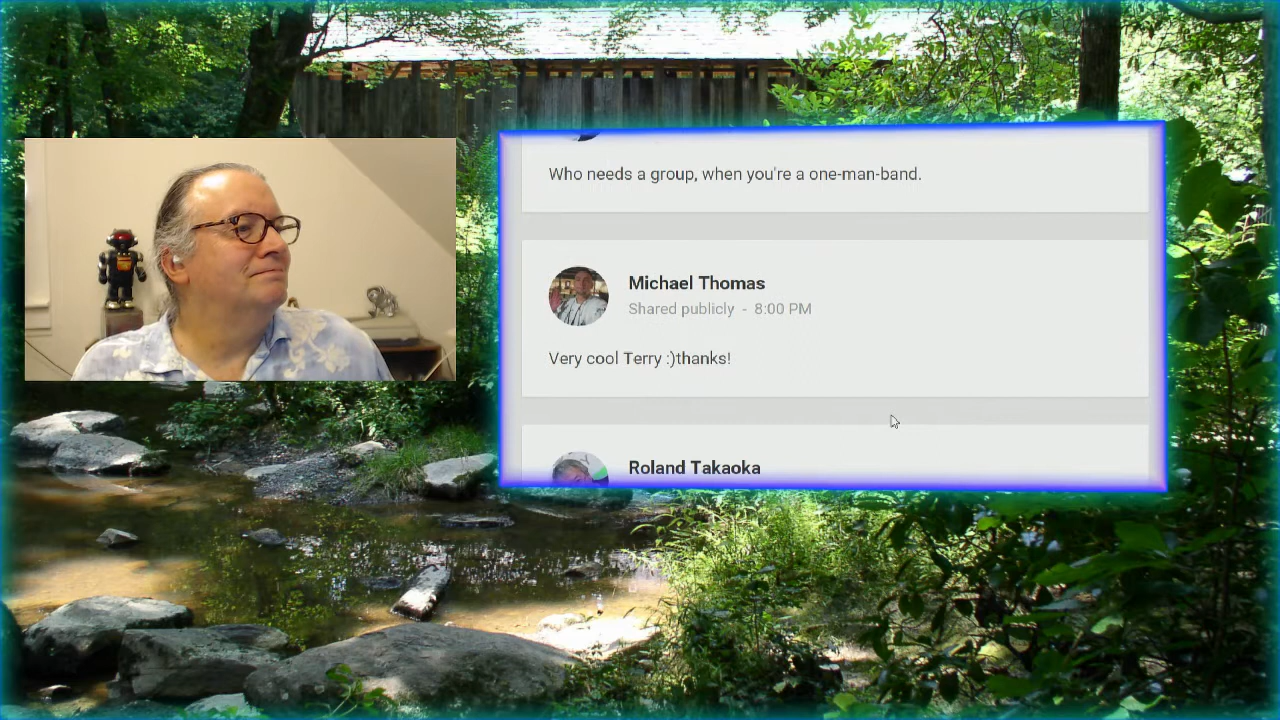 Who needs a group, when you're a one-man-band.
Michael Thomas
Shared publicly - 8:00 PM
Very cool Terry :)thanks!
Roland Takaoka